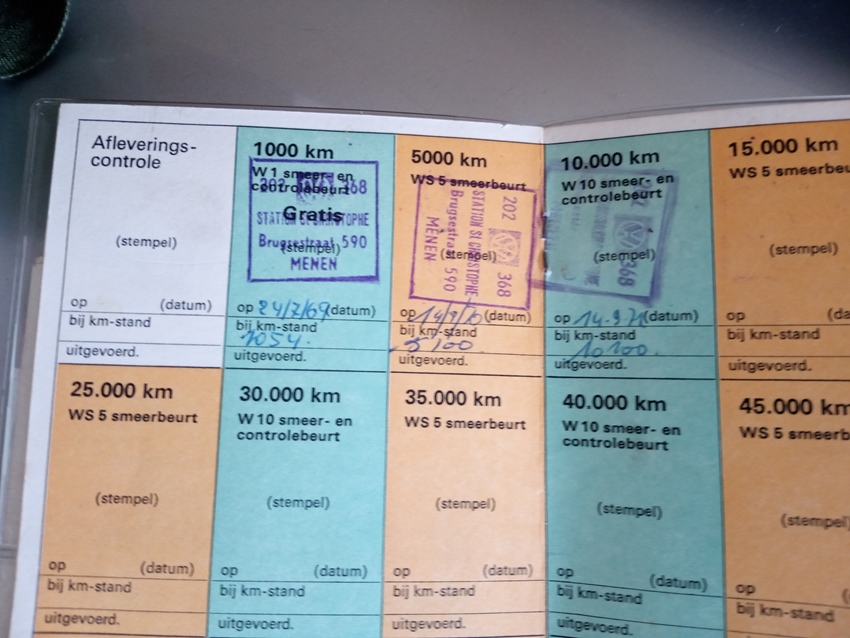 Afleverings-
controle
(stempel)
op (datum)
bij km-stand
uitgevoerd.
1000 km
W 1 smeer- en
controlebeurt
Gratis
(stempel)
368
STATION ST CHRISTOPHE
Brugsestraat 590
MENEN
op 24/7/69 (datum)
bij km-stand
1054.
uitgevoerd.
5000 km
WS 5 smeerbeurt
(stempel)
202 368
STATION ST CHRISTOPHE
Brugsestraat 590
MENEN
op (datum)
bij km-stand
5100
uitgevoerd.
10.000 km
W 10 smeer- en
controlebeurt
(stempel)
368
op 14.9.71 (datum)
bij km-stand
10100.
uitgevoerd.
15.000 km
WS 5 smeerbeu
(stempel)
op (da
bij km-stand
uitgevoerd.
25.000 km
WS 5 smeerbeurt
(stempel)
op (datum)
bij km-stand
uitgevoerd.
30.000 km
W 10 smeer- en
controlebeurt
(stempel)
op (datum)
bij km-stand
uitgevoerd.
35.000 km
WS 5 smeerbeurt
(stempel)
op (datum)
bij km-stand
uitgevoerd.
40.000 km
W 10 smeer- en
controlebeurt
(stempel)
op (datum)
bij km-stand
uitgevoerd.
45.000 km
WS 5 smeerb
(stempel)
op (
bij km-stand
uitgevoerd.